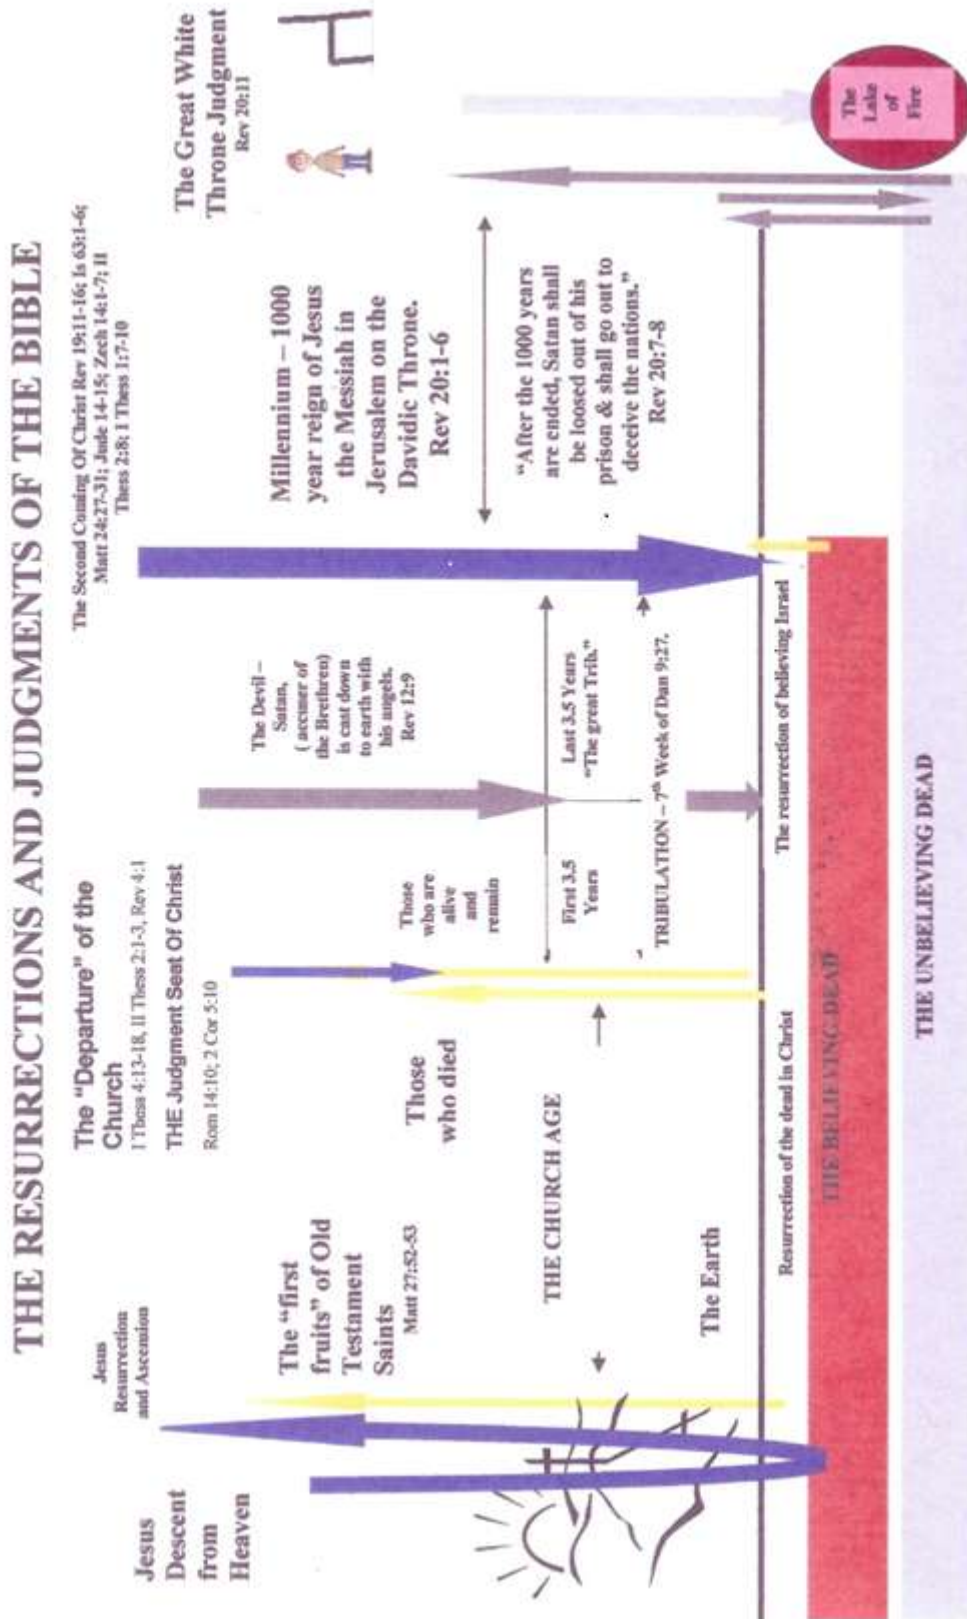 THE RESURRECTIONS AND JUDGMENTS OF THE BIBLE
Jesus
Descent
from
Heaven
Jesus
Resurrection
and Ascension
The "first
fruits" of Old
Testament
Saints
Matt 27:52-53
The "Departure" of the
Church
1 Thess 4:13-18, II Thess 2:1-3, Rev 4:1
THE Judgment Seat Of Christ
Rom 14:10; 2 Cor 5:10
Those
who died
Those
who are
alive
and
remain
THE CHURCH AGE
The Earth
The Devil –
Satan,
( accuser of
the Brethren)
is cast down
to earth with
his angels.
Rev 12:9
First 3.5
Years
Last 3.5 Years
"The great Trib."
TRIBULATION – 7th Week of Dan 9:27.
The Second Coming Of Christ Rev 19:11-16; Is 63:1-6;
Matt 24:27-31; Jude 14-15; Zech 14:1-7; II
Thess 2:8; 1 Thess 1:7-10
Millennium – 1000
year reign of Jesus
the Messiah in
Jerusalem on the
Davidic Throne.
Rev 20:1-6
"After the 1000 years
are ended, Satan shall
be loosed out of his
prison & shall go out to
deceive the nations."
Rev 20:7-8
The Great White
Throne Judgment
Rev 20:11
The
Lake
of
Fire
Resurrection of the dead in Christ
The resurrection of believing Israel
THE BELIEVING DEAD
THE UNBELIEVING DEAD